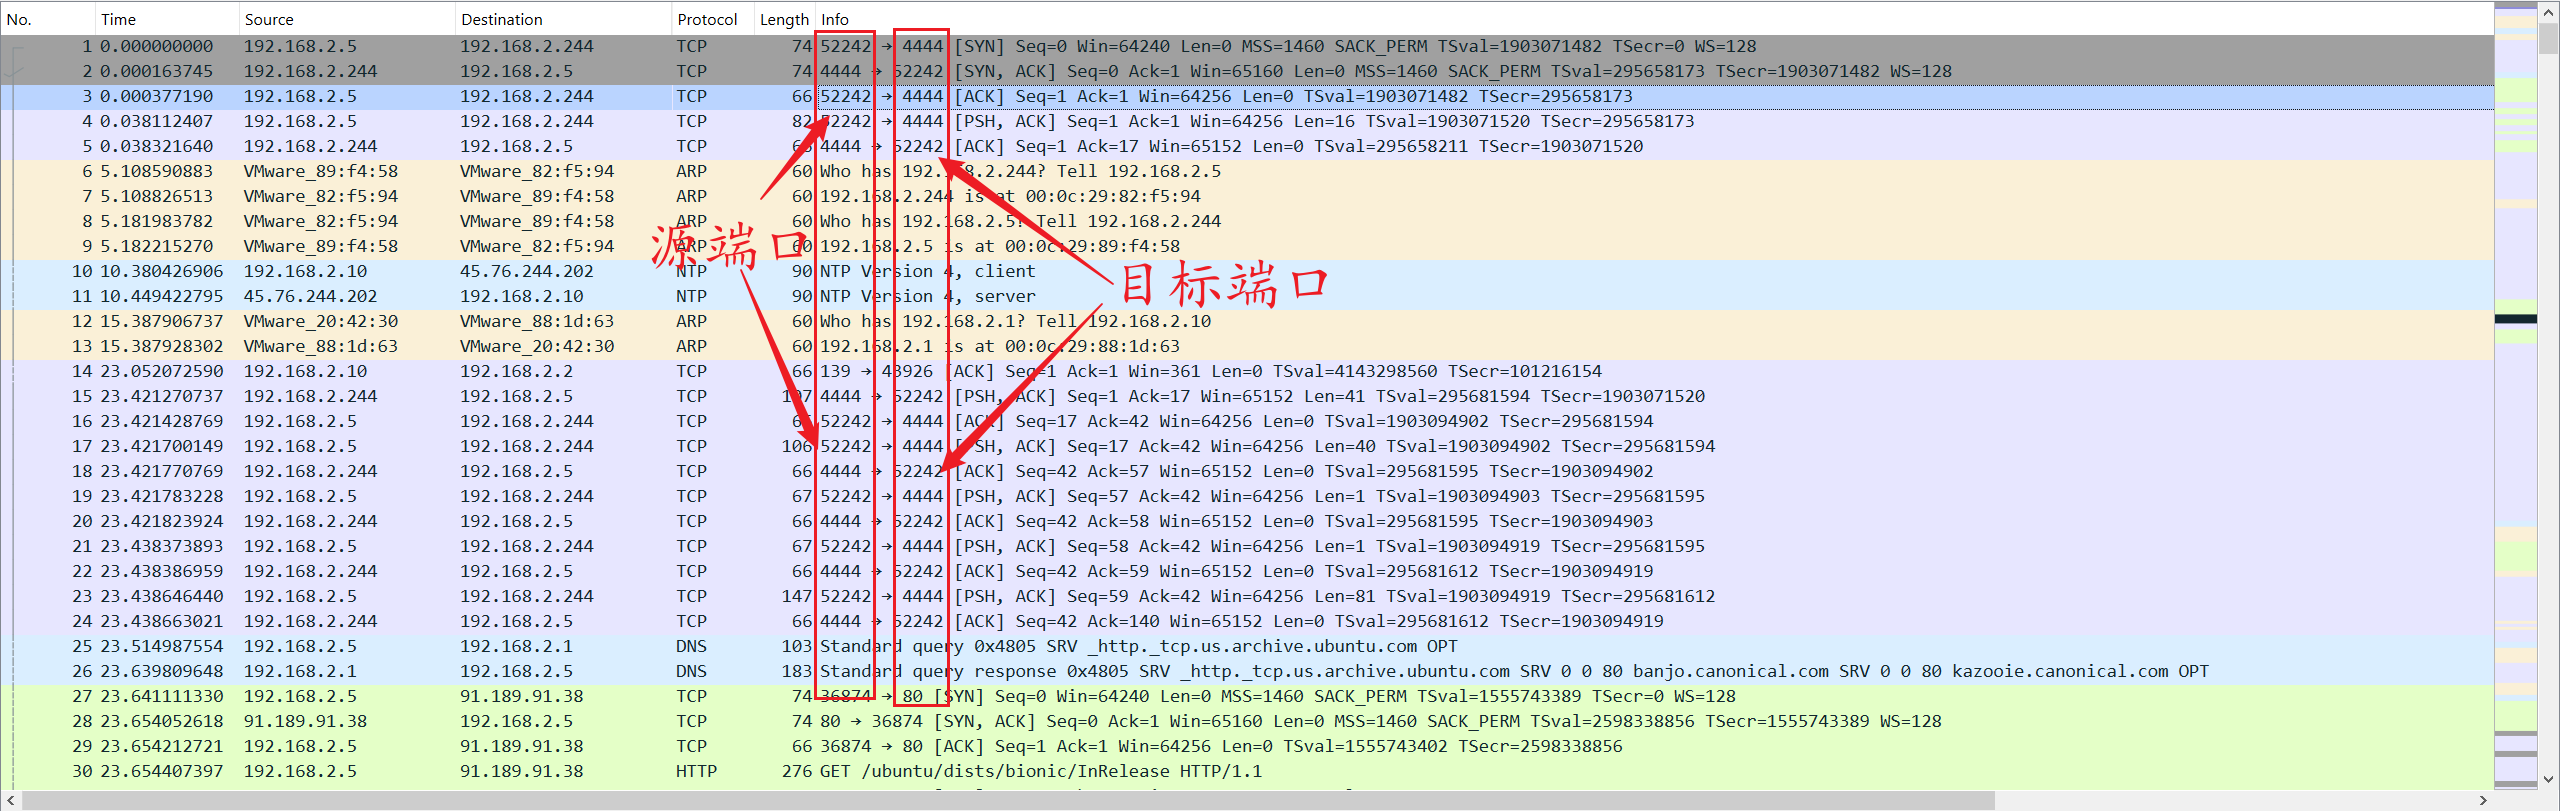 No. Time Source Destination Protocol Length Info
1 0.000000000 192.168.2.5 192.168.2.244 TCP 74 52242 → 4444 [SYN] Seq=0 Win=64240 Len=0 MSS=1460 SACK_PERM TSval=1903071482 TSecr=0 WS=128
2 0.000163745 192.168.2.244 192.168.2.5 TCP 74 4444 → 52242 [SYN, ACK] Seq=0 Ack=1 Win=65160 Len=0 MSS=1460 SACK_PERM TSval=295658173 TSecr=1903071482 WS=128
3 0.000377190 192.168.2.5 192.168.2.244 TCP 66 52242 → 4444 [ACK] Seq=1 Ack=1 Win=64256 Len=0 TSval=1903071482 TSecr=295658173
4 0.038112407 192.168.2.5 192.168.2.244 TCP 82 52242 → 4444 [PSH, ACK] Seq=1 Ack=1 Win=64256 Len=16 TSval=1903071520 TSecr=295658173
5 0.038321640 192.168.2.244 192.168.2.5 TCP 66 4444 → 52242 [ACK] Seq=1 Ack=17 Win=65152 Len=0 TSval=295658211 TSecr=1903071520
6 5.108590883 VMware_89:f4:58 VMware_82:f5:94 ARP 60 Who has 192.168.2.244? Tell 192.168.2.5
7 5.108826513 VMware_82:f5:94 VMware_89:f4:58 ARP 60 192.168.2.244 is at 00:0c:29:82:f5:94
8 5.181983782 VMware_82:f5:94 VMware_89:f4:58 ARP 60 Who has 192.168.2.5? Tell 192.168.2.244
9 5.182215270 VMware_89:f4:58 VMware_82:f5:94 ARP 60 192.168.2.5 is at 00:0c:29:89:f4:58
源端口
目标端口
10 10.380426906 192.168.2.10 45.76.244.202 NTP 90 NTP Version 4, client
11 10.449422795 45.76.244.202 192.168.2.10 NTP 90 NTP Version 4, server
12 15.387906737 VMware_20:42:30 VMware_88:1d:63 ARP 60 Who has 192.168.2.1? Tell 192.168.2.10
13 15.387928302 VMware_88:1d:63 VMware_20:42:30 ARP 60 192.168.2.1 is at 00:0c:29:88:1d:63
14 23.052072590 192.168.2.10 192.168.2.2 TCP 66 139 → 43926 [ACK] Seq=1 Ack=1 Win=361 Len=0 TSval=4143298560 TSecr=101216154
15 23.421270737 192.168.2.244 192.168.2.5 TCP 107 4444 → 52242 [PSH, ACK] Seq=1 Ack=17 Win=65152 Len=41 TSval=295681594 TSecr=1903071520
16 23.421428769 192.168.2.5 192.168.2.244 TCP 66 52242 → 4444 [ACK] Seq=17 Ack=42 Win=64256 Len=0 TSval=1903094902 TSecr=295681594
17 23.421700149 192.168.2.5 192.168.2.244 TCP 106 52242 → 4444 [PSH, ACK] Seq=17 Ack=42 Win=64256 Len=40 TSval=1903094902 TSecr=295681594
18 23.421770769 192.168.2.244 192.168.2.5 TCP 66 4444 → 52242 [ACK] Seq=42 Ack=57 Win=65152 Len=0 TSval=295681595 TSecr=1903094902
19 23.421783228 192.168.2.5 192.168.2.244 TCP 67 52242 → 4444 [PSH, ACK] Seq=57 Ack=42 Win=64256 Len=1 TSval=1903094903 TSecr=295681595
20 23.421823924 192.168.2.244 192.168.2.5 TCP 66 4444 → 52242 [ACK] Seq=42 Ack=58 Win=65152 Len=0 TSval=295681595 TSecr=1903094903
21 23.438373893 192.168.2.5 192.168.2.244 TCP 67 52242 → 4444 [PSH, ACK] Seq=58 Ack=42 Win=64256 Len=1 TSval=1903094919 TSecr=295681595
22 23.438386959 192.168.2.244 192.168.2.5 TCP 66 4444 → 52242 [ACK] Seq=42 Ack=59 Win=65152 Len=0 TSval=295681612 TSecr=1903094919
23 23.438646440 192.168.2.5 192.168.2.244 TCP 147 52242 → 4444 [PSH, ACK] Seq=59 Ack=42 Win=64256 Len=81 TSval=1903094919 TSecr=295681612
24 23.438663021 192.168.2.244 192.168.2.5 TCP 66 4444 → 52242 [ACK] Seq=42 Ack=140 Win=65152 Len=0 TSval=295681612 TSecr=1903094919
25 23.514987554 192.168.2.5 192.168.2.1 DNS 103 Standard query 0x4805 SRV _http._tcp.us.archive.ubuntu.com OPT
26 23.639809648 192.168.2.1 192.168.2.5 DNS 183 Standard query response 0x4805 SRV _http._tcp.us.archive.ubuntu.com SRV 0 0 80 banjo.canonical.com SRV 0 0 80 kazooie.canonical.com OPT
27 23.641111330 192.168.2.5 91.189.91.38 TCP 74 36874 → 80 [SYN] Seq=0 Win=64240 Len=0 MSS=1460 SACK_PERM TSval=1555743389 TSecr=0 WS=128
28 23.654052618 91.189.91.38 192.168.2.5 TCP 74 80 → 36874 [SYN, ACK] Seq=0 Ack=1 Win=65160 Len=0 MSS=1460 SACK_PERM TSval=2598338856 TSecr=1555743389 WS=128
29 23.654212721 192.168.2.5 91.189.91.38 TCP 66 36874 → 80 [ACK] Seq=1 Ack=1 Win=64256 Len=0 TSval=1555743402 TSecr=2598338856
30 23.654407397 192.168.2.5 91.189.91.38 HTTP 276 GET /ubuntu/dists/bionic/InRelease HTTP/1.1